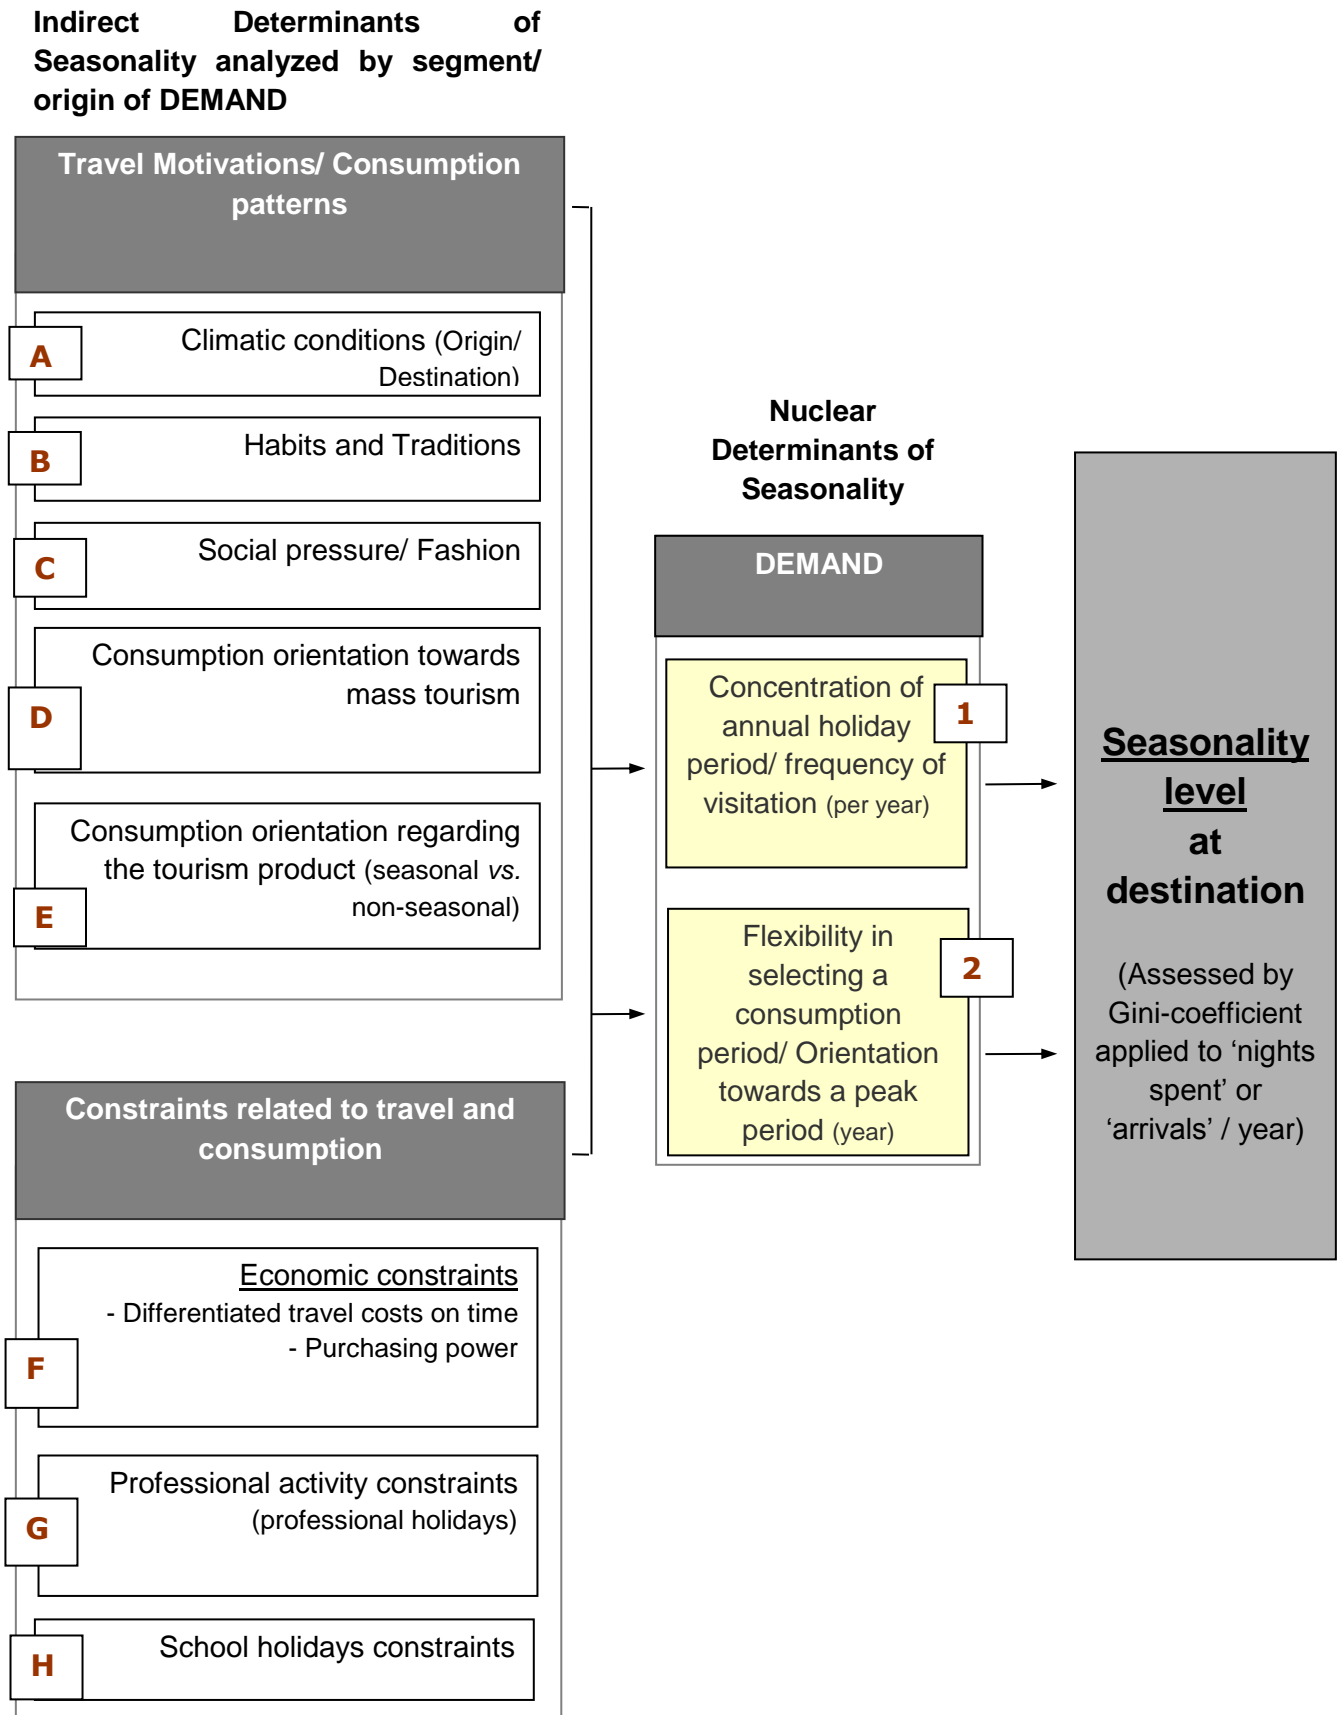 Indirect Determinants of
Seasonality analyzed by segment/
origin of DEMAND
Travel Motivations/ Consumption
patterns
A
Climatic conditions (Origin/
Destination)
B
Habits and Traditions
C
Social pressure/ Fashion
D
Consumption orientation towards
mass tourism
E
Consumption orientation regarding
the tourism product (seasonal vs.
non-seasonal)
Constraints related to travel and
consumption
F
Economic constraints
- Differentiated travel costs on time
- Purchasing power
G
Professional activity constraints
(professional holidays)
H
School holidays constraints
Nuclear
Determinants of
Seasonality
DEMAND
1
Concentration of
annual holiday
period/ frequency of
visitation (per year)
2
Flexibility in
selecting a
consumption
period/ Orientation
towards a peak
period (year)
Seasonality
level
at
destination
(Assessed by
Gini-coefficient
applied to ‘nights
spent’ or
‘arrivals’ / year)